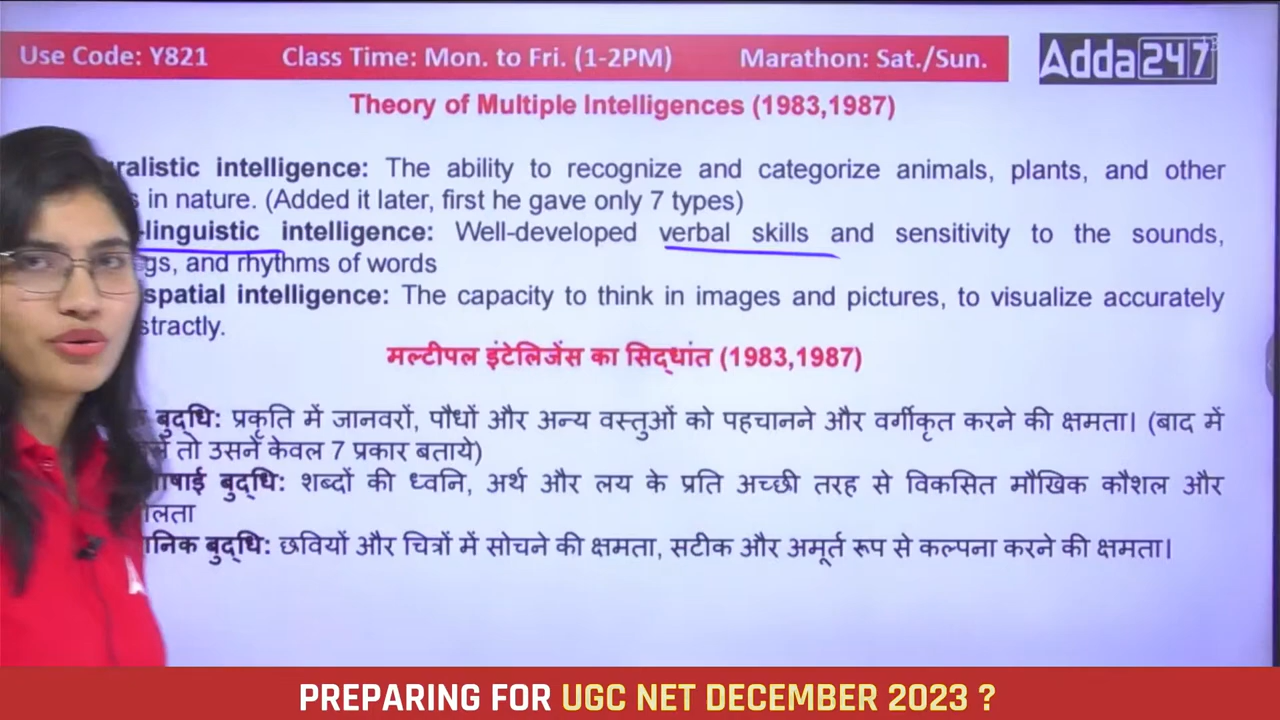 Use Code: Y821 Class Time: Mon. to Fri. (1-2PM) Marathon: Sat./Sun.
Adda247
Theory of Multiple Intelligences (1983,1987)
intelligence: The ability to recognize and categorize animals, plants, and other
in nature. (Added it later, first he gave only 7 types)
-linguistic intelligence: Well-developed verbal skills and sensitivity to the sounds,
and rhythms of words
spatial intelligence: The capacity to think in images and pictures, to visualize accurately
मल्टीपल इंटेलिजेंस का सिद्धांत (1983,1987)
बुद्धि: प्रकृति में जानवरों, पौधों और अन्य वस्तुओं को पहचानने और वर्गीकृत करने की क्षमता। (बाद में
तो उसने केवल 7 प्रकार बताये)
बुद्धि: शब्दों की ध्वनि, अर्थ और लय के प्रति अच्छी तरह से विकसित मौखिक कौशल और
बुद्धि: छवियों और चित्रों में सोचने की क्षमता, सटीक और अमूर्त रूप से कल्पना करने की क्षमता।
PREPARING FOR UGC NET DECEMBER 2023 ?